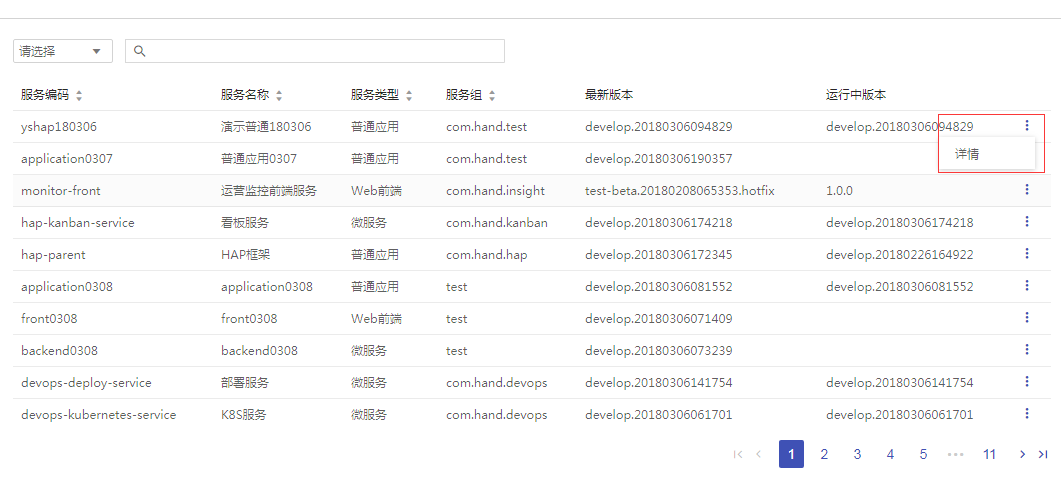 请选择
服务编码 服务名称 服务类型 服务组 最新版本 运行中版本
yshap180306 演示普通180306 普通应用 com.hand.test develop.20180306094829 develop.20180306094829
详情
application0307 普通应用0307 普通应用 com.hand.test develop.20180306190357
monitor-front 运营监控前端服务 Web前端 com.hand.insight test-beta.20180208065353.hotfix 1.0.0
hap-kanban-service 看板服务 微服务 com.hand.kanban develop.20180306174218 develop.20180306174218
hap-parent HAP框架 普通应用 com.hand.hap develop.20180306172345 develop.20180226164922
application0308 application0308 普通应用 test develop.20180306081552 develop.20180306081552
front0308 front0308 Web前端 test develop.20180306071409
backend0308 backend0308 微服务 test develop.20180306073239
devops-deploy-service 部署服务 微服务 com.hand.devops develop.20180306141754 develop.20180306141754
devops-kubernetes-service K8S服务 微服务 com.hand.devops develop.20180306061701 develop.20180306061701
1 2 3 4 5 ••• 11